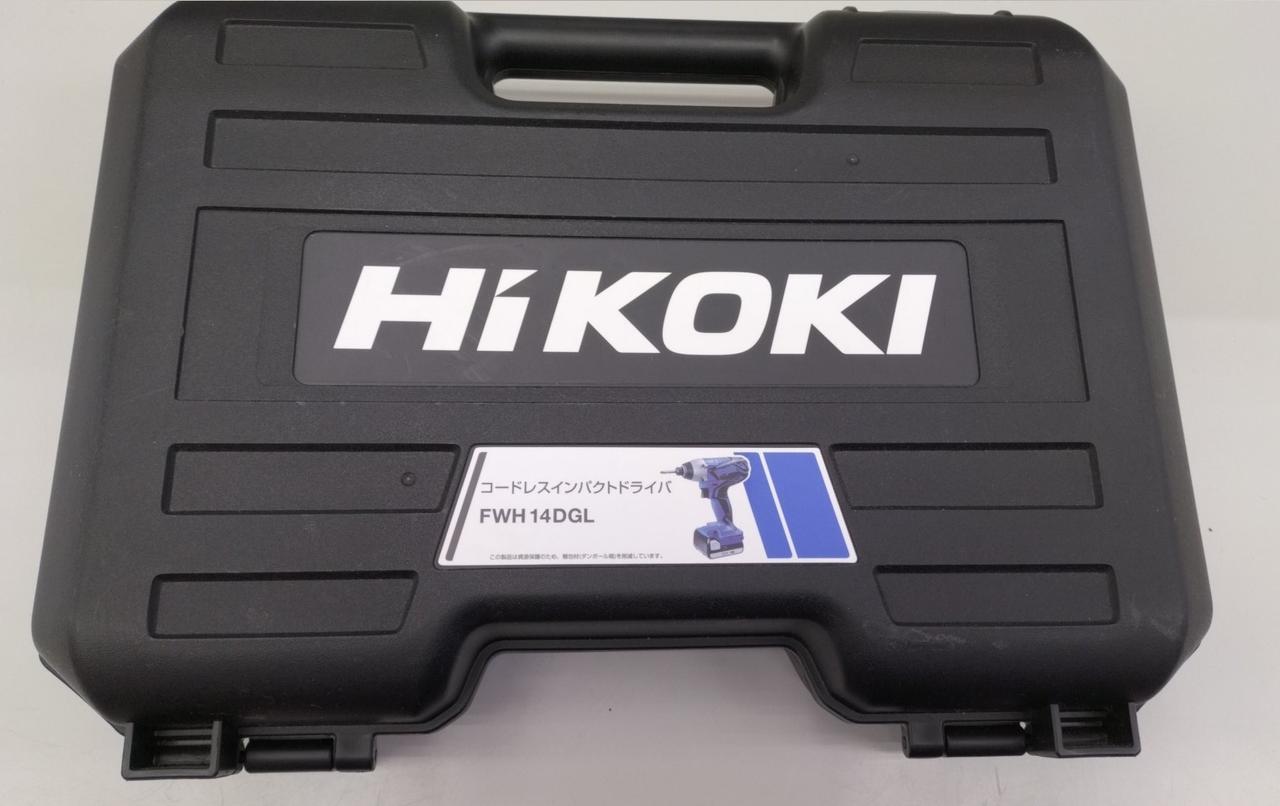 HiKOKI
コードレスインパクトドライバ
FWH 14DGL
この製品は資源保護のため、梱包材(ダンボール箱)を削減しています。